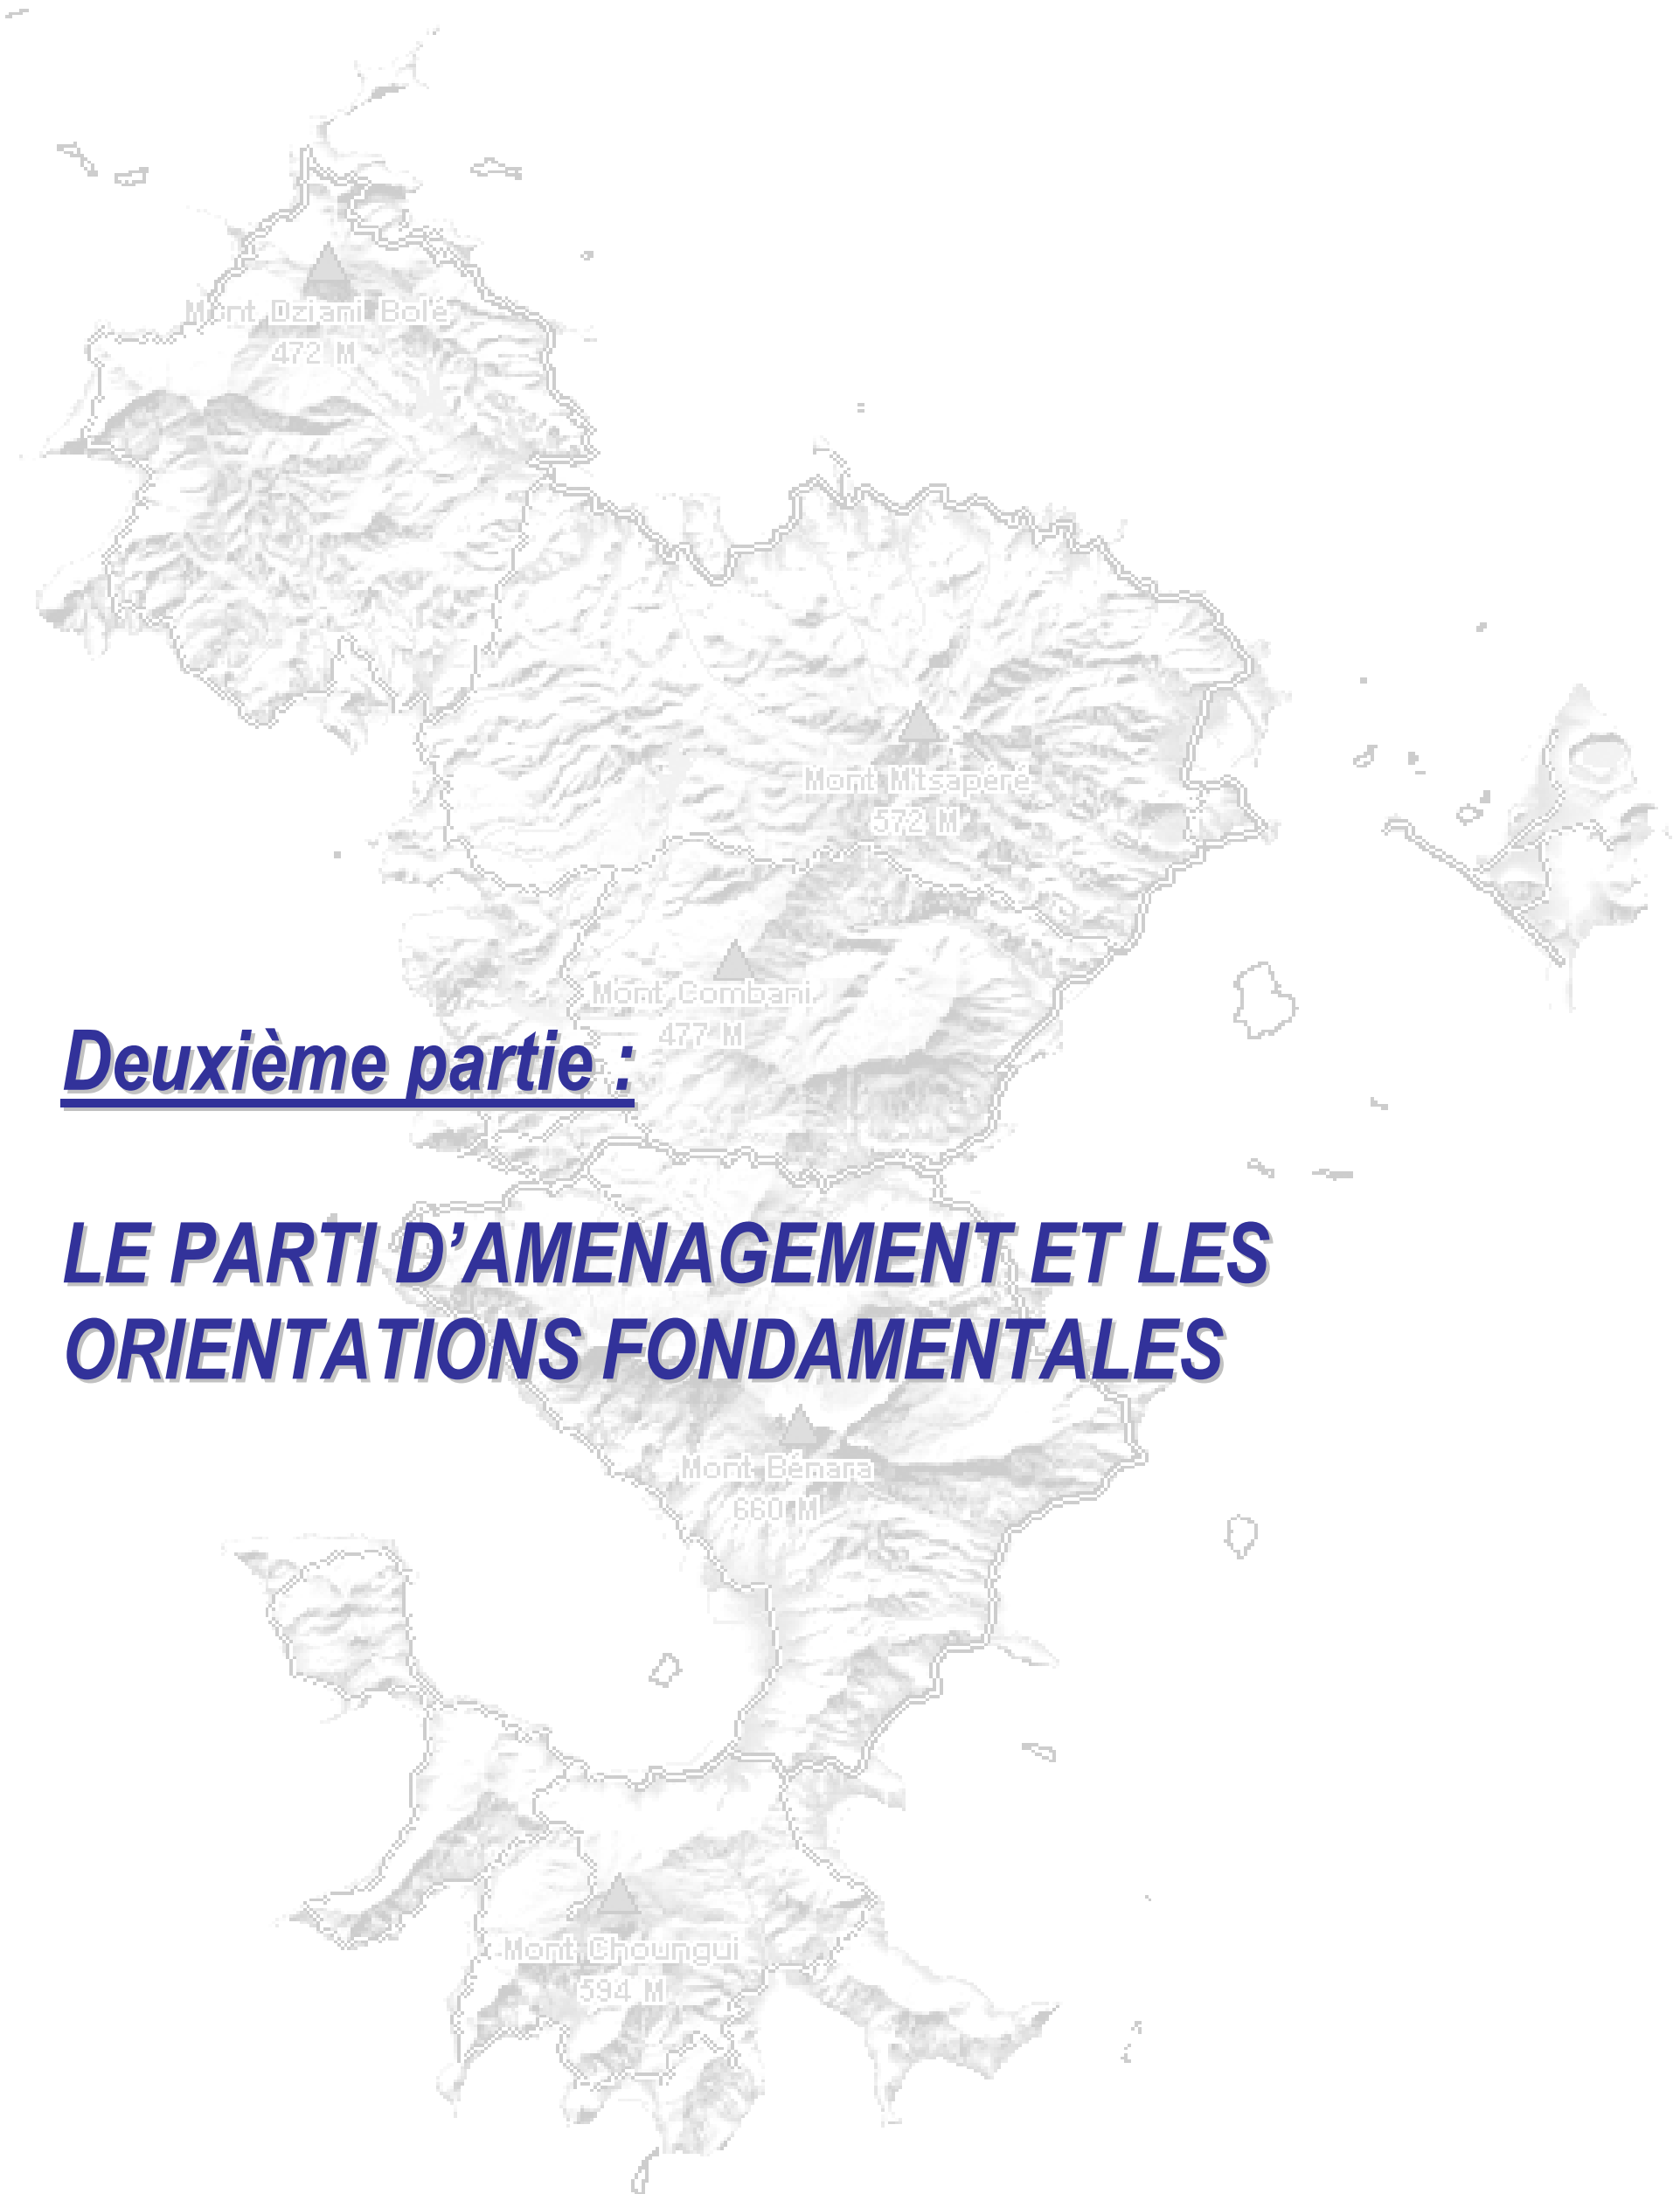 Mont Dziani Bolé
472 M
Mont M'tsapéré
572 M
Mont Combani
477 M
Deuxième partie :
LE PARTI D’AMENAGEMENT ET LES
ORIENTATIONS FONDAMENTALES
Mont Bénara
660 M
Mont Choungui
594 M